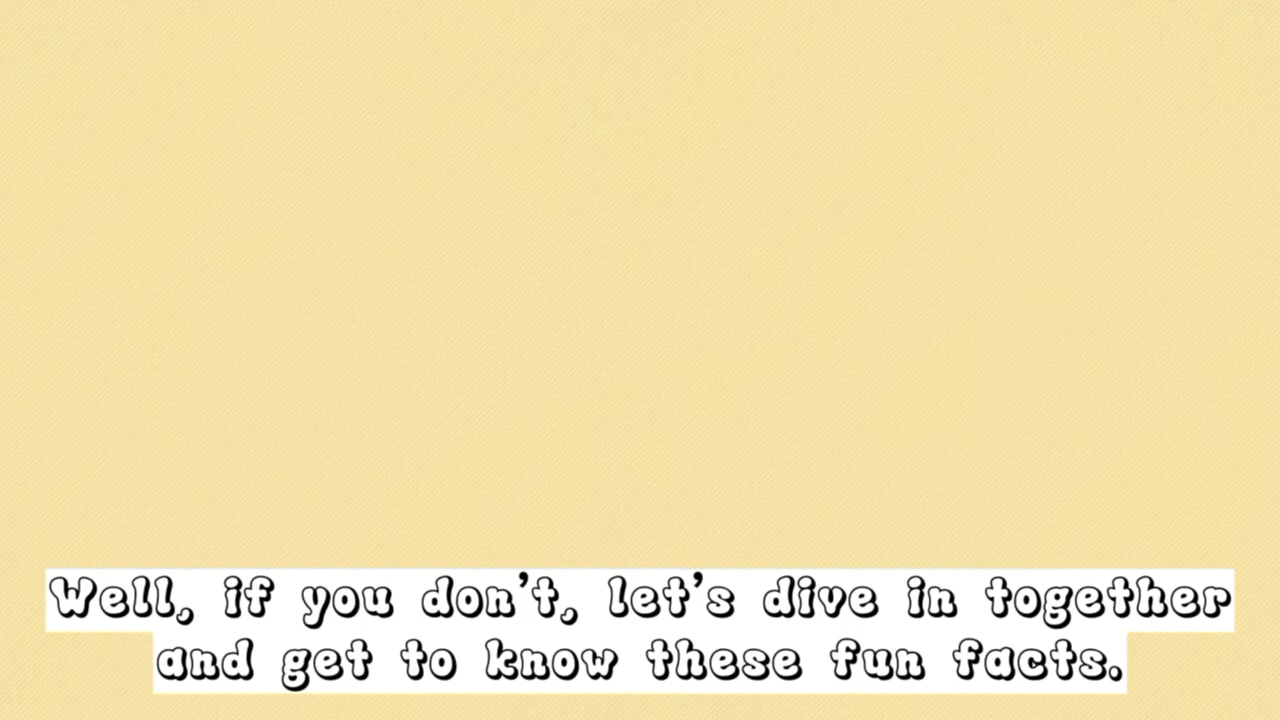 Well, if you don't, let's dive in together
and get to know these fun facts.